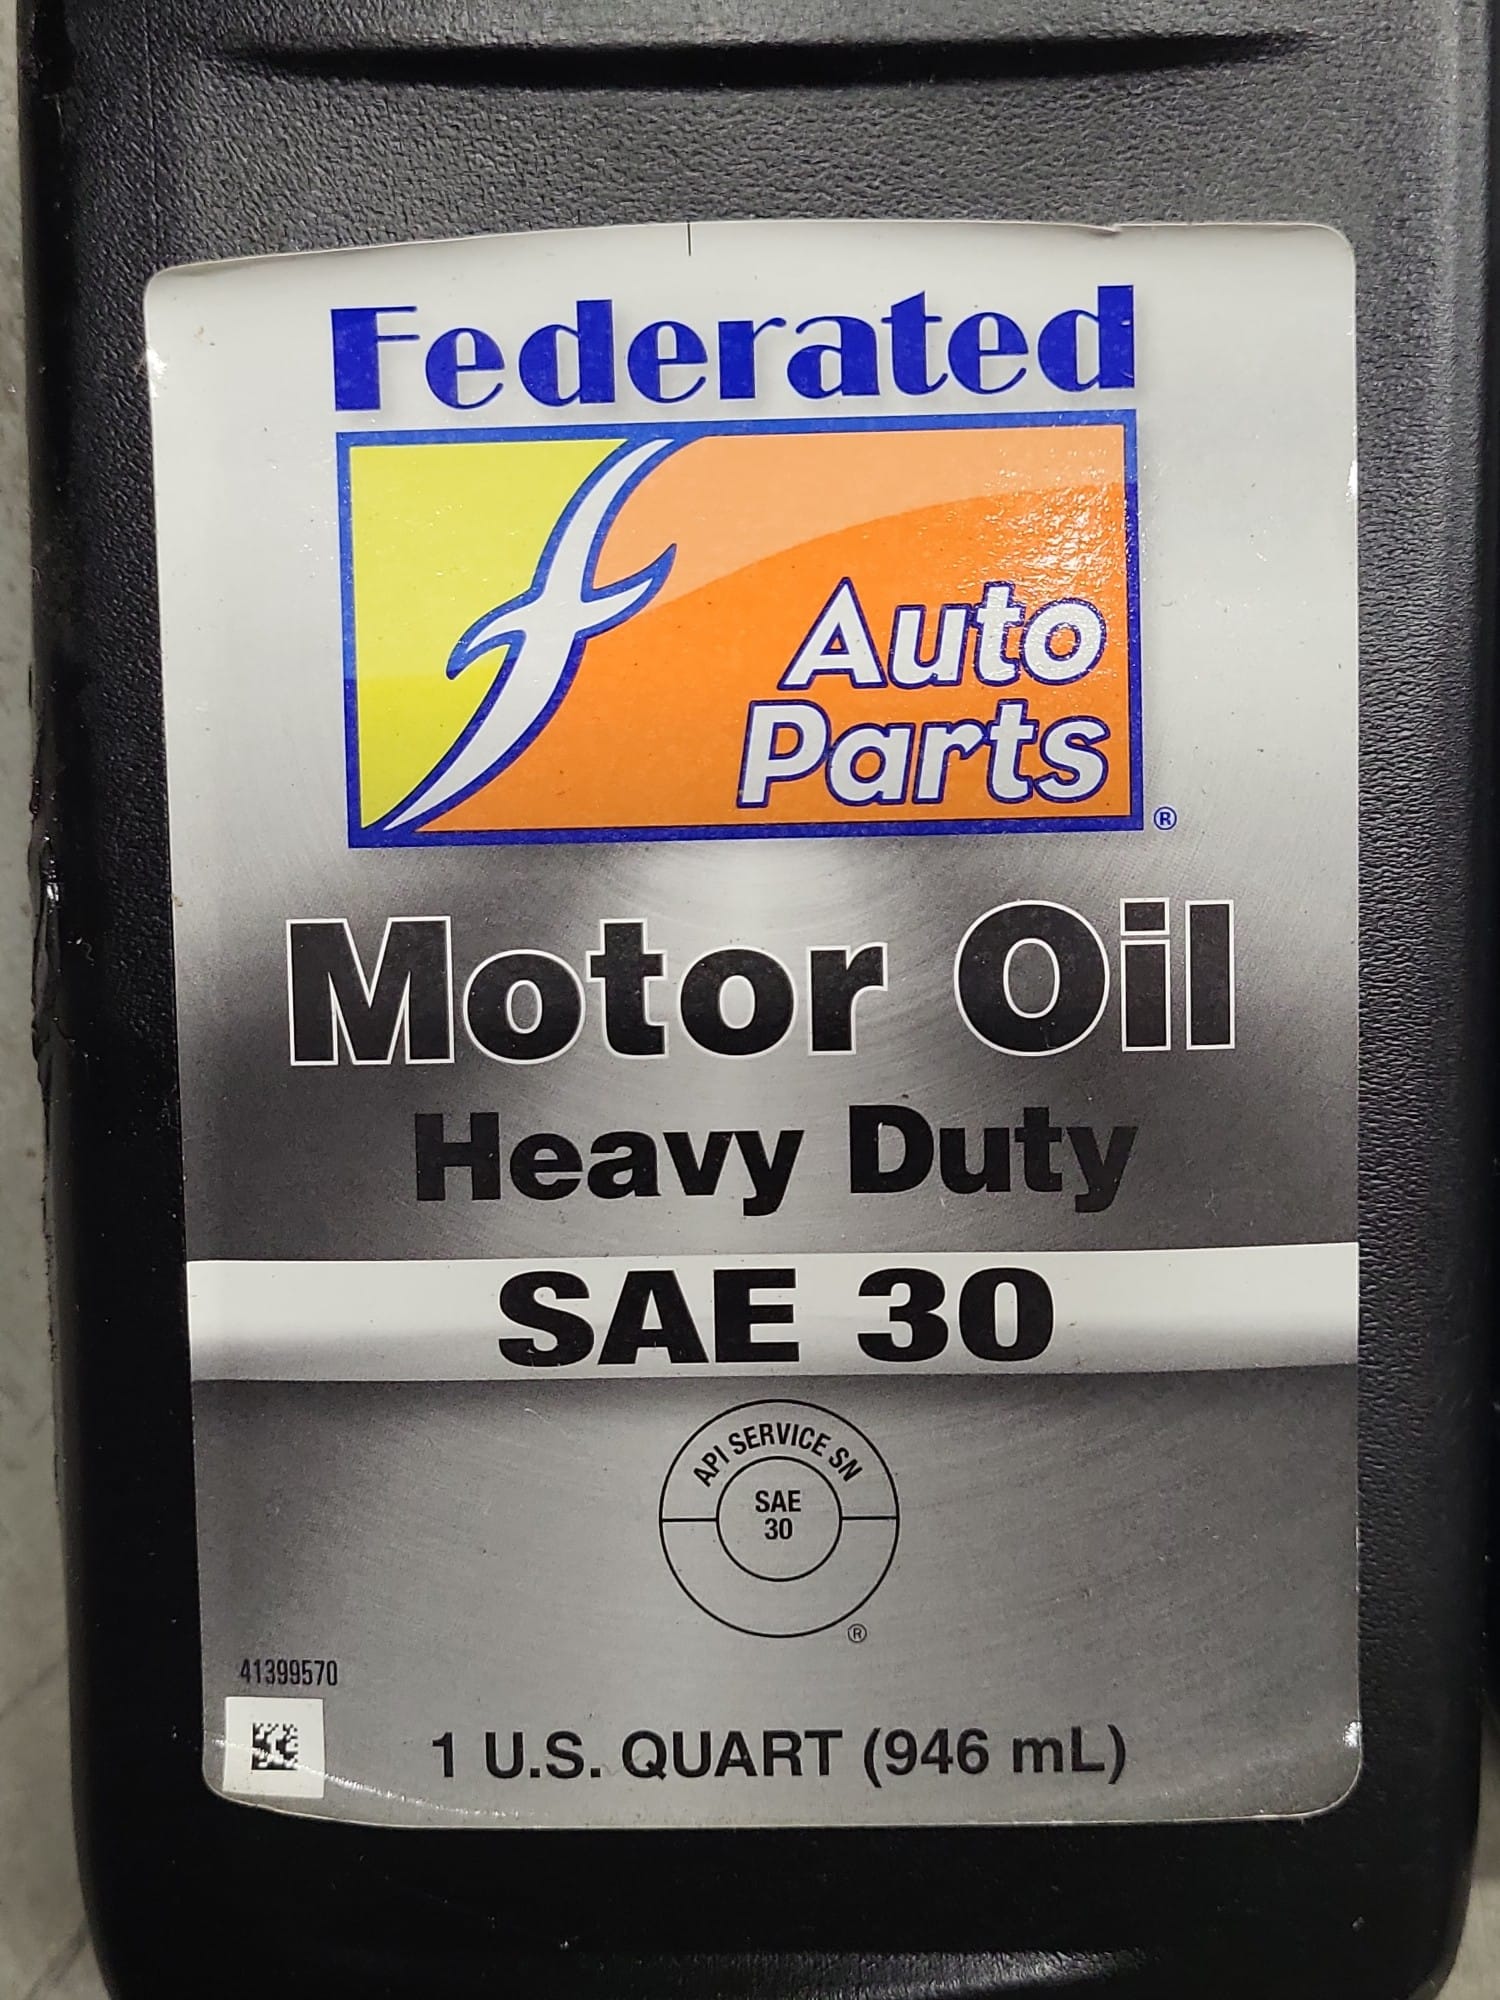 Federated
Auto
Parts
®
Motor Oil
Heavy Duty
SAE 30
API SERVICE SN
SAE
30
®
41399570
1 U.S. QUART (946 mL)